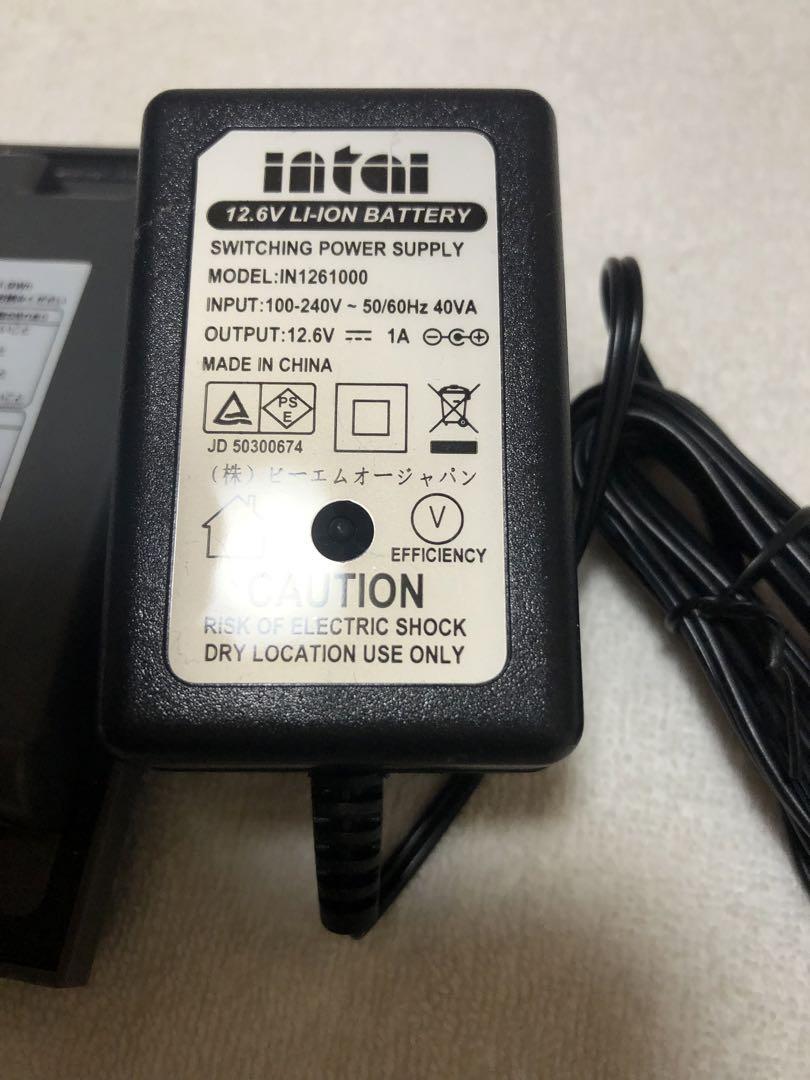 intai
12.6V LI-ION BATTERY
SWITCHING POWER SUPPLY
MODEL:IN1261000
INPUT:100-240V ~ 50/60Hz 40VA
OUTPUT:12.6V ⎓ 1A
MADE IN CHINA
PS
E
JD 50300674
(株)ビーエムオージャパン
V
EFFICIENCY
CAUTION
RISK OF ELECTRIC SHOCK
DRY LOCATION USE ONLY